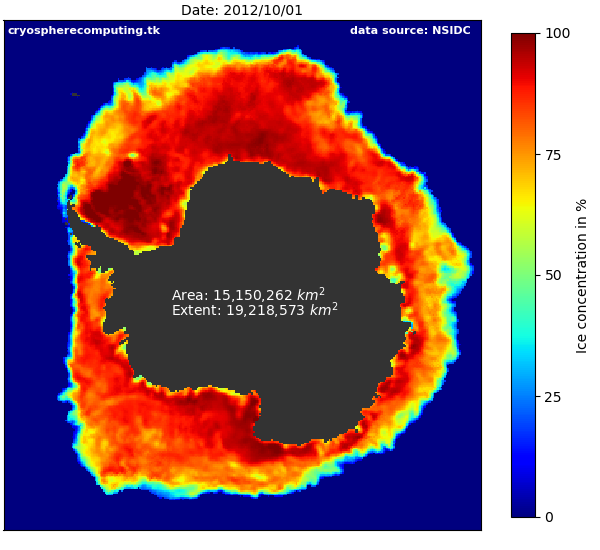 Date: 2012/10/01
cryospherecomputing.tk data source: NSIDC
Area: 15,150,262 km²
Extent: 19,218,573 km²
100
75
50
25
0
Ice concentration in %